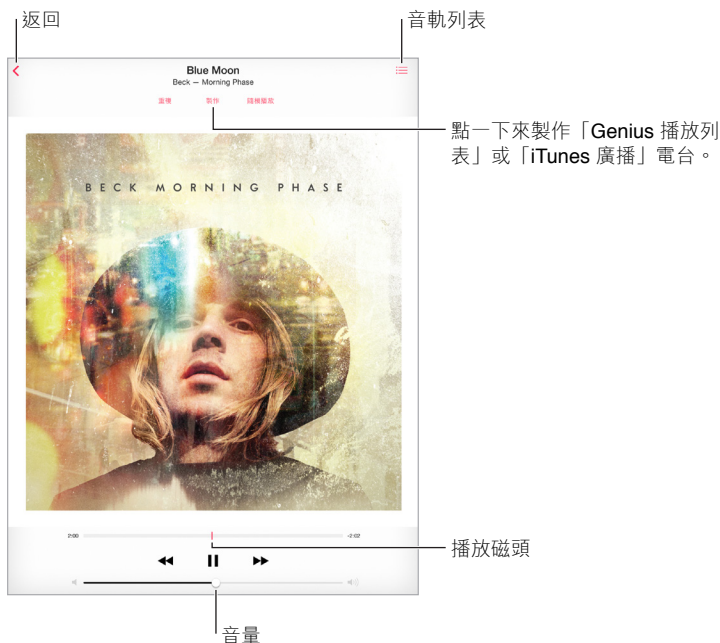 返回
音軌列表
Blue Moon
Beck — Morning Phase
重複
製作
隨機播放
點一下來製作「Genius 播放列
表」或「iTunes 廣播」電台。
BECK MORNING PHASE
2:00
-2:02
播放磁頭
音量